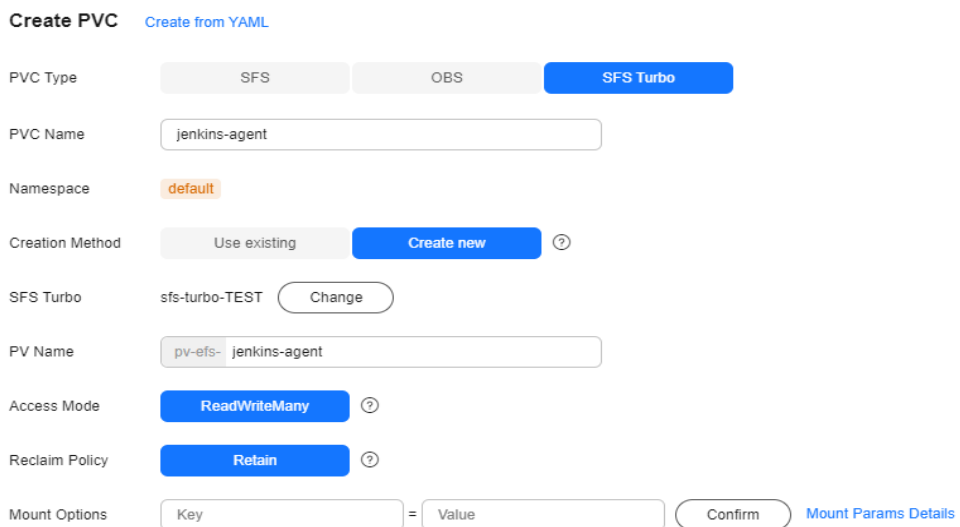 Create PVC Create from YAML
PVC Type SFS OBS SFS Turbo
PVC Name jenkins-agent
Namespace default
Creation Method Use existing Create new ?
SFS Turbo sfs-turbo-TEST Change
PV Name pv-efs- jenkins-agent
Access Mode ReadWriteMany ?
Reclaim Policy Retain ?
Mount Options Key = Value Confirm Mount Params Details